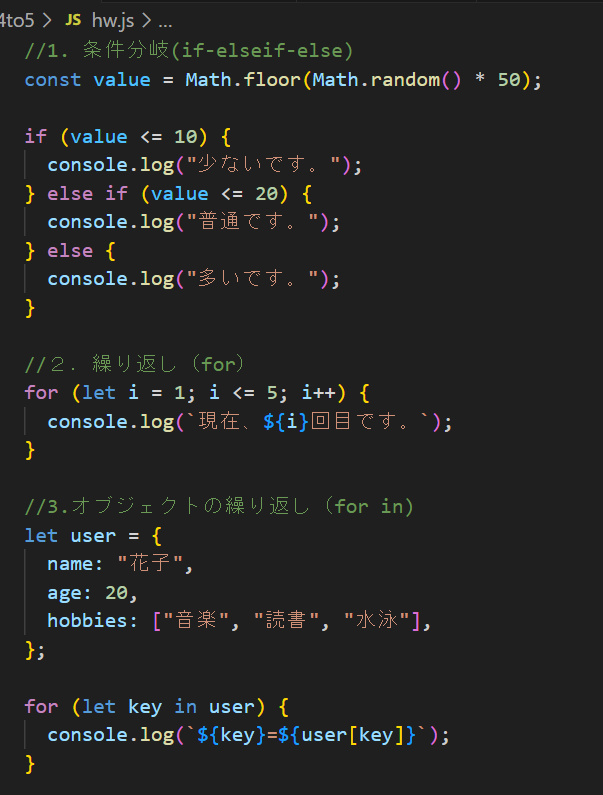 4to5 > JS hw.js > ...
//1. 条件分岐(if-elseif-else)
const value = Math.floor(Math.random() * 50);
if (value <= 10) {
  console.log("少ないです。");
} else if (value <= 20) {
  console.log("普通です。");
} else {
  console.log("多いです。");
}
//２. 繰り返し（for）
for (let i = 1; i <= 5; i++) {
  console.log(`現在、${i}回目です。`);
}
//3.オブジェクトの繰り返し（for in)
let user = {
  name: "花子",
  age: 20,
  hobbies: ["音楽", "読書", "水泳"],
};
for (let key in user) {
  console.log(`${key}=${user[key]}`);
}